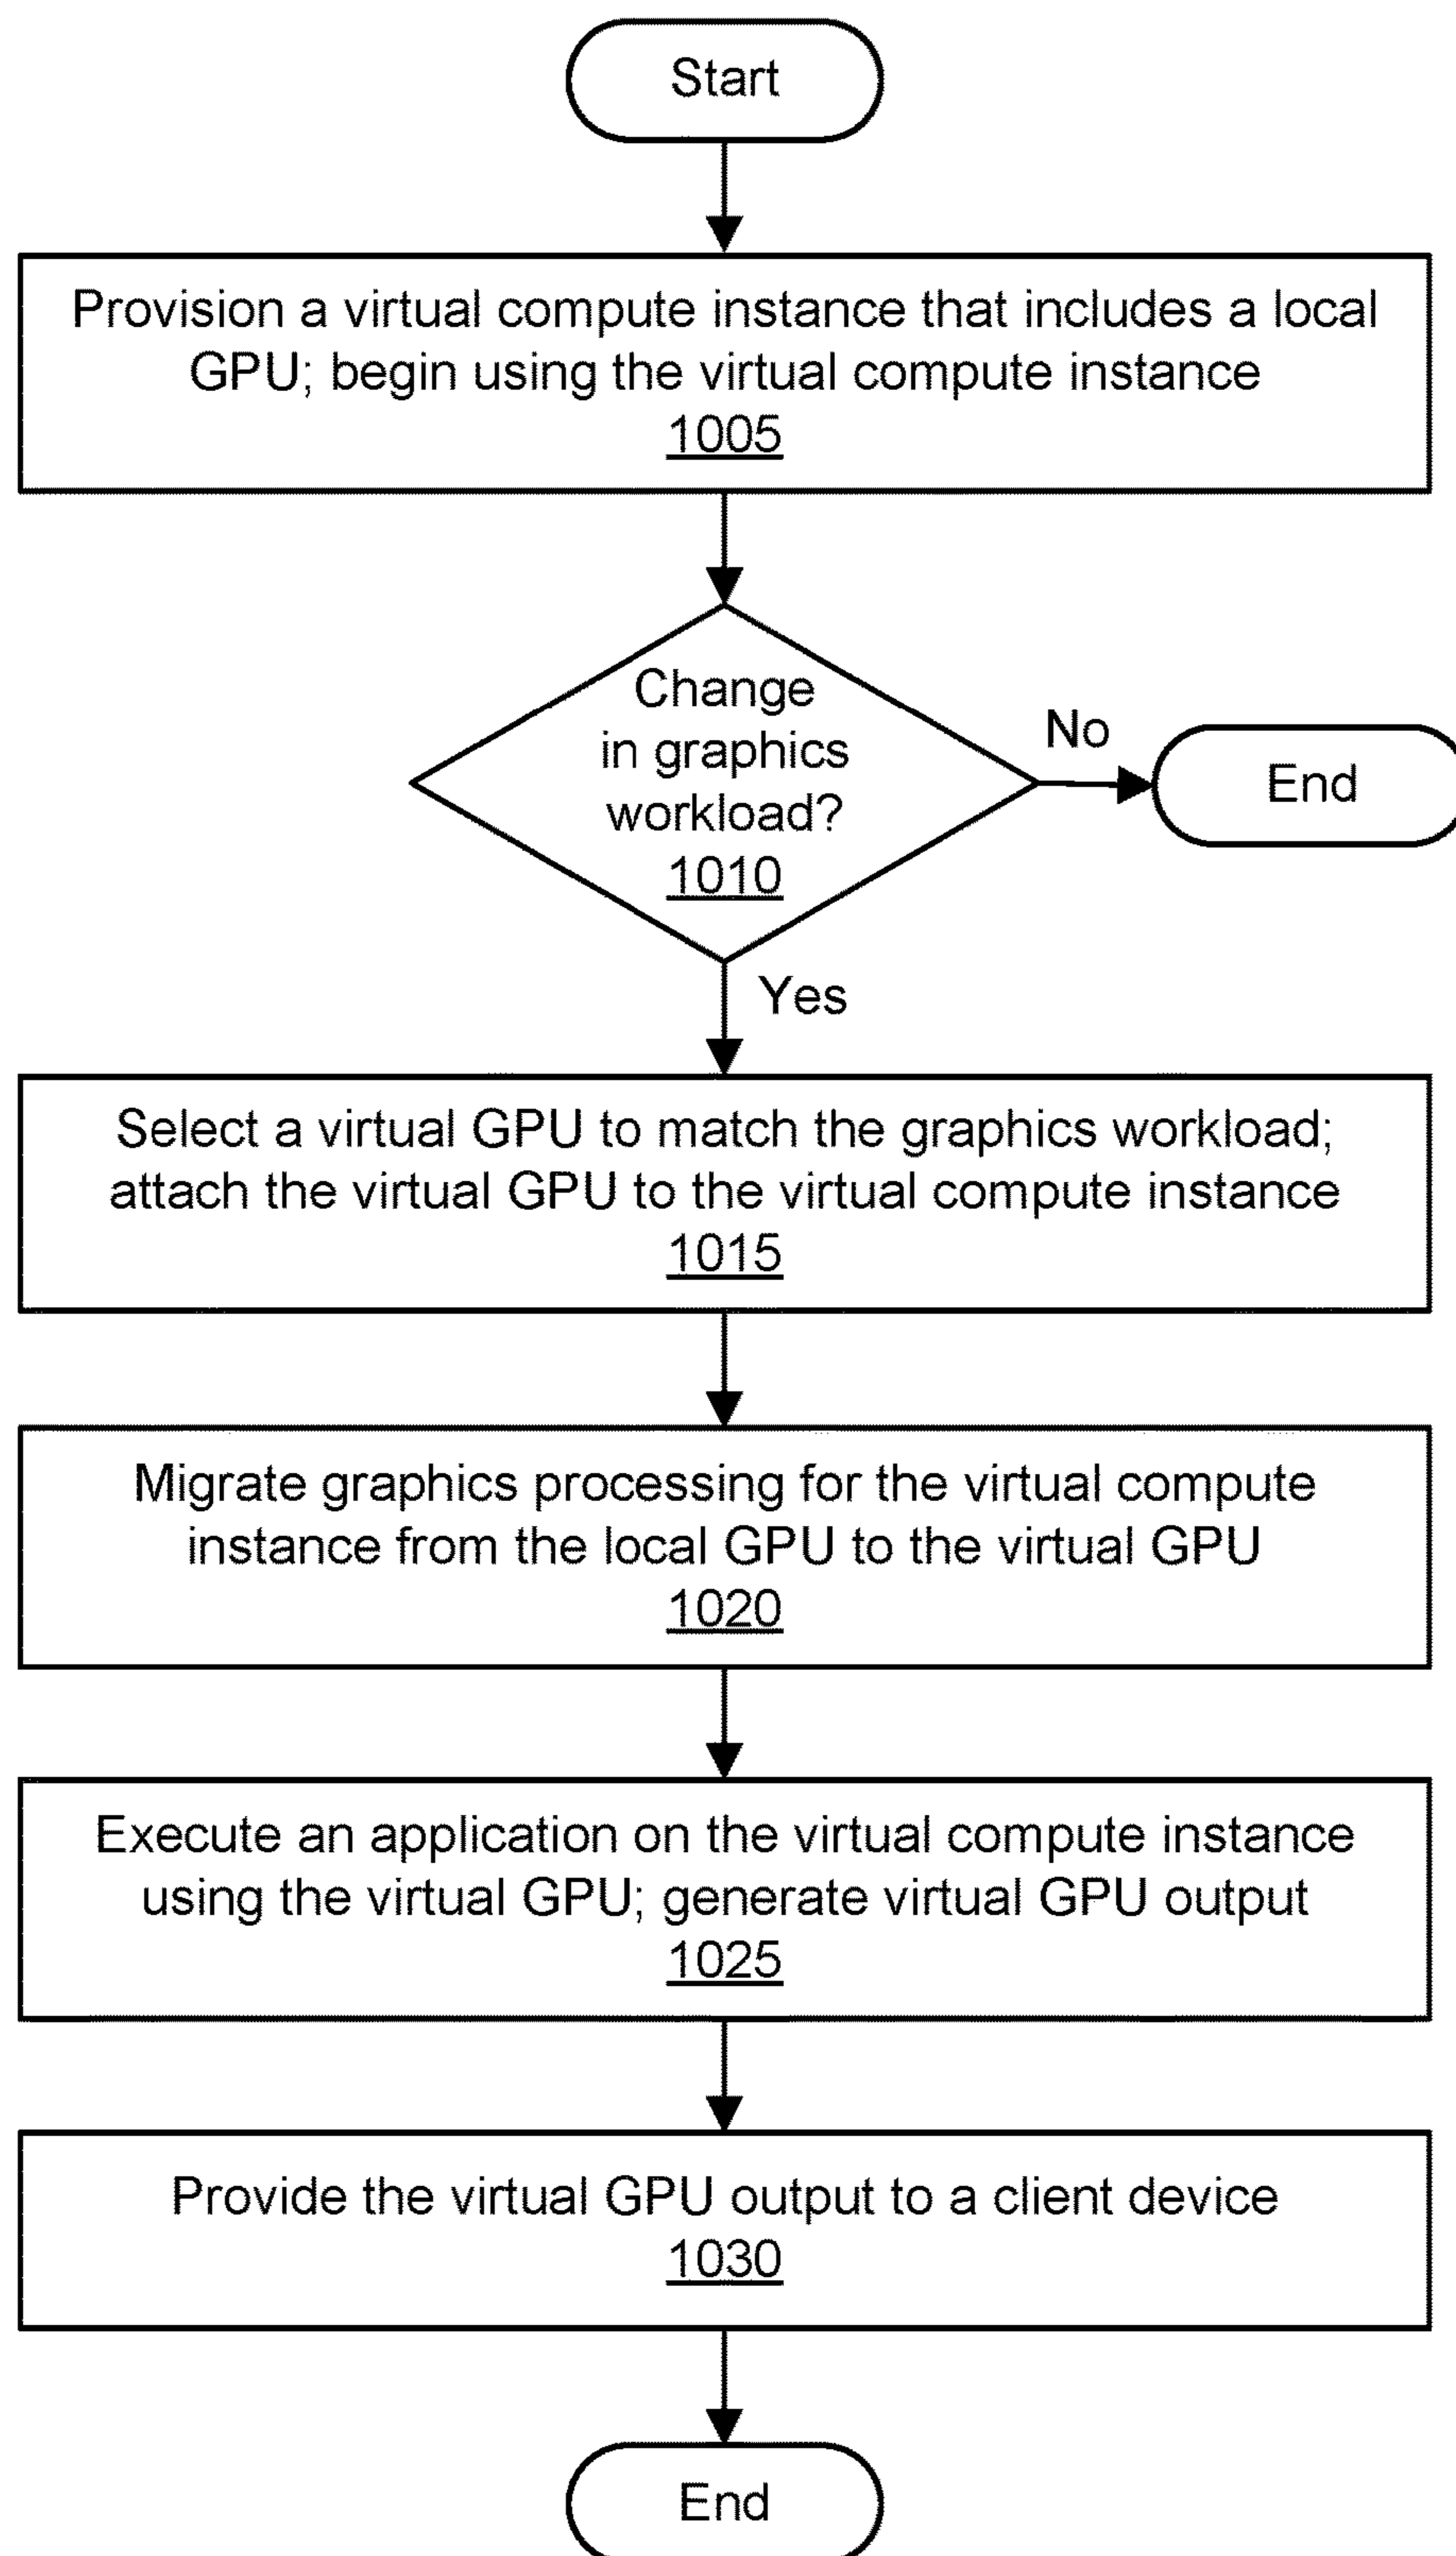 Start
Provision a virtual compute instance that includes a local
GPU; begin using the virtual compute instance
1005
Change
in graphics
workload?
1010
No
End
Yes
Select a virtual GPU to match the graphics workload;
attach the virtual GPU to the virtual compute instance
1015
Migrate graphics processing for the virtual compute
instance from the local GPU to the virtual GPU
1020
Execute an application on the virtual compute instance
using the virtual GPU; generate virtual GPU output
1025
Provide the virtual GPU output to a client device
1030
End